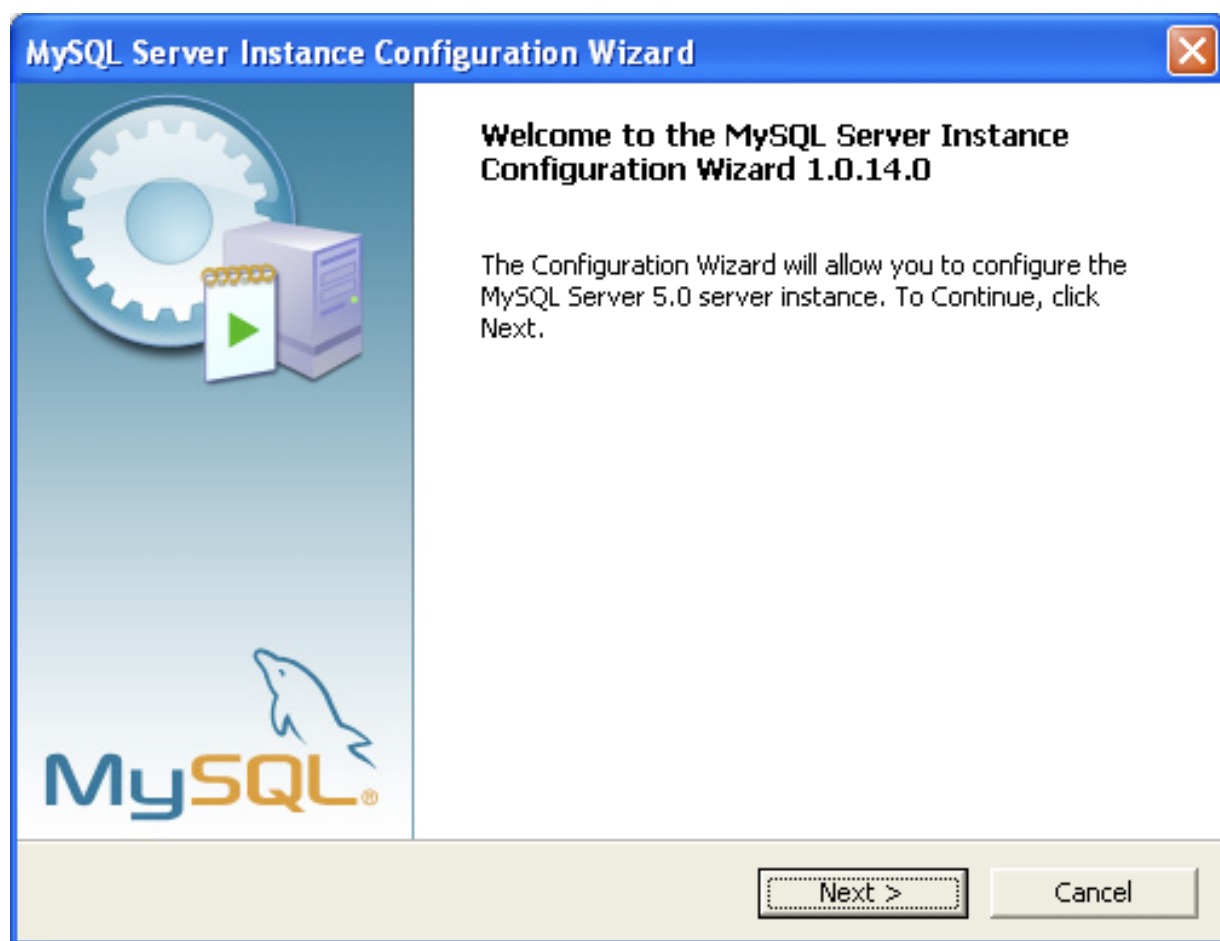 MySQL Server Instance Configuration Wizard
Welcome to the MySQL Server Instance
Configuration Wizard 1.0.14.0
The Configuration Wizard will allow you to configure the
MySQL Server 5.0 server instance. To Continue, click
Next.
MySQL®
Next >
Cancel